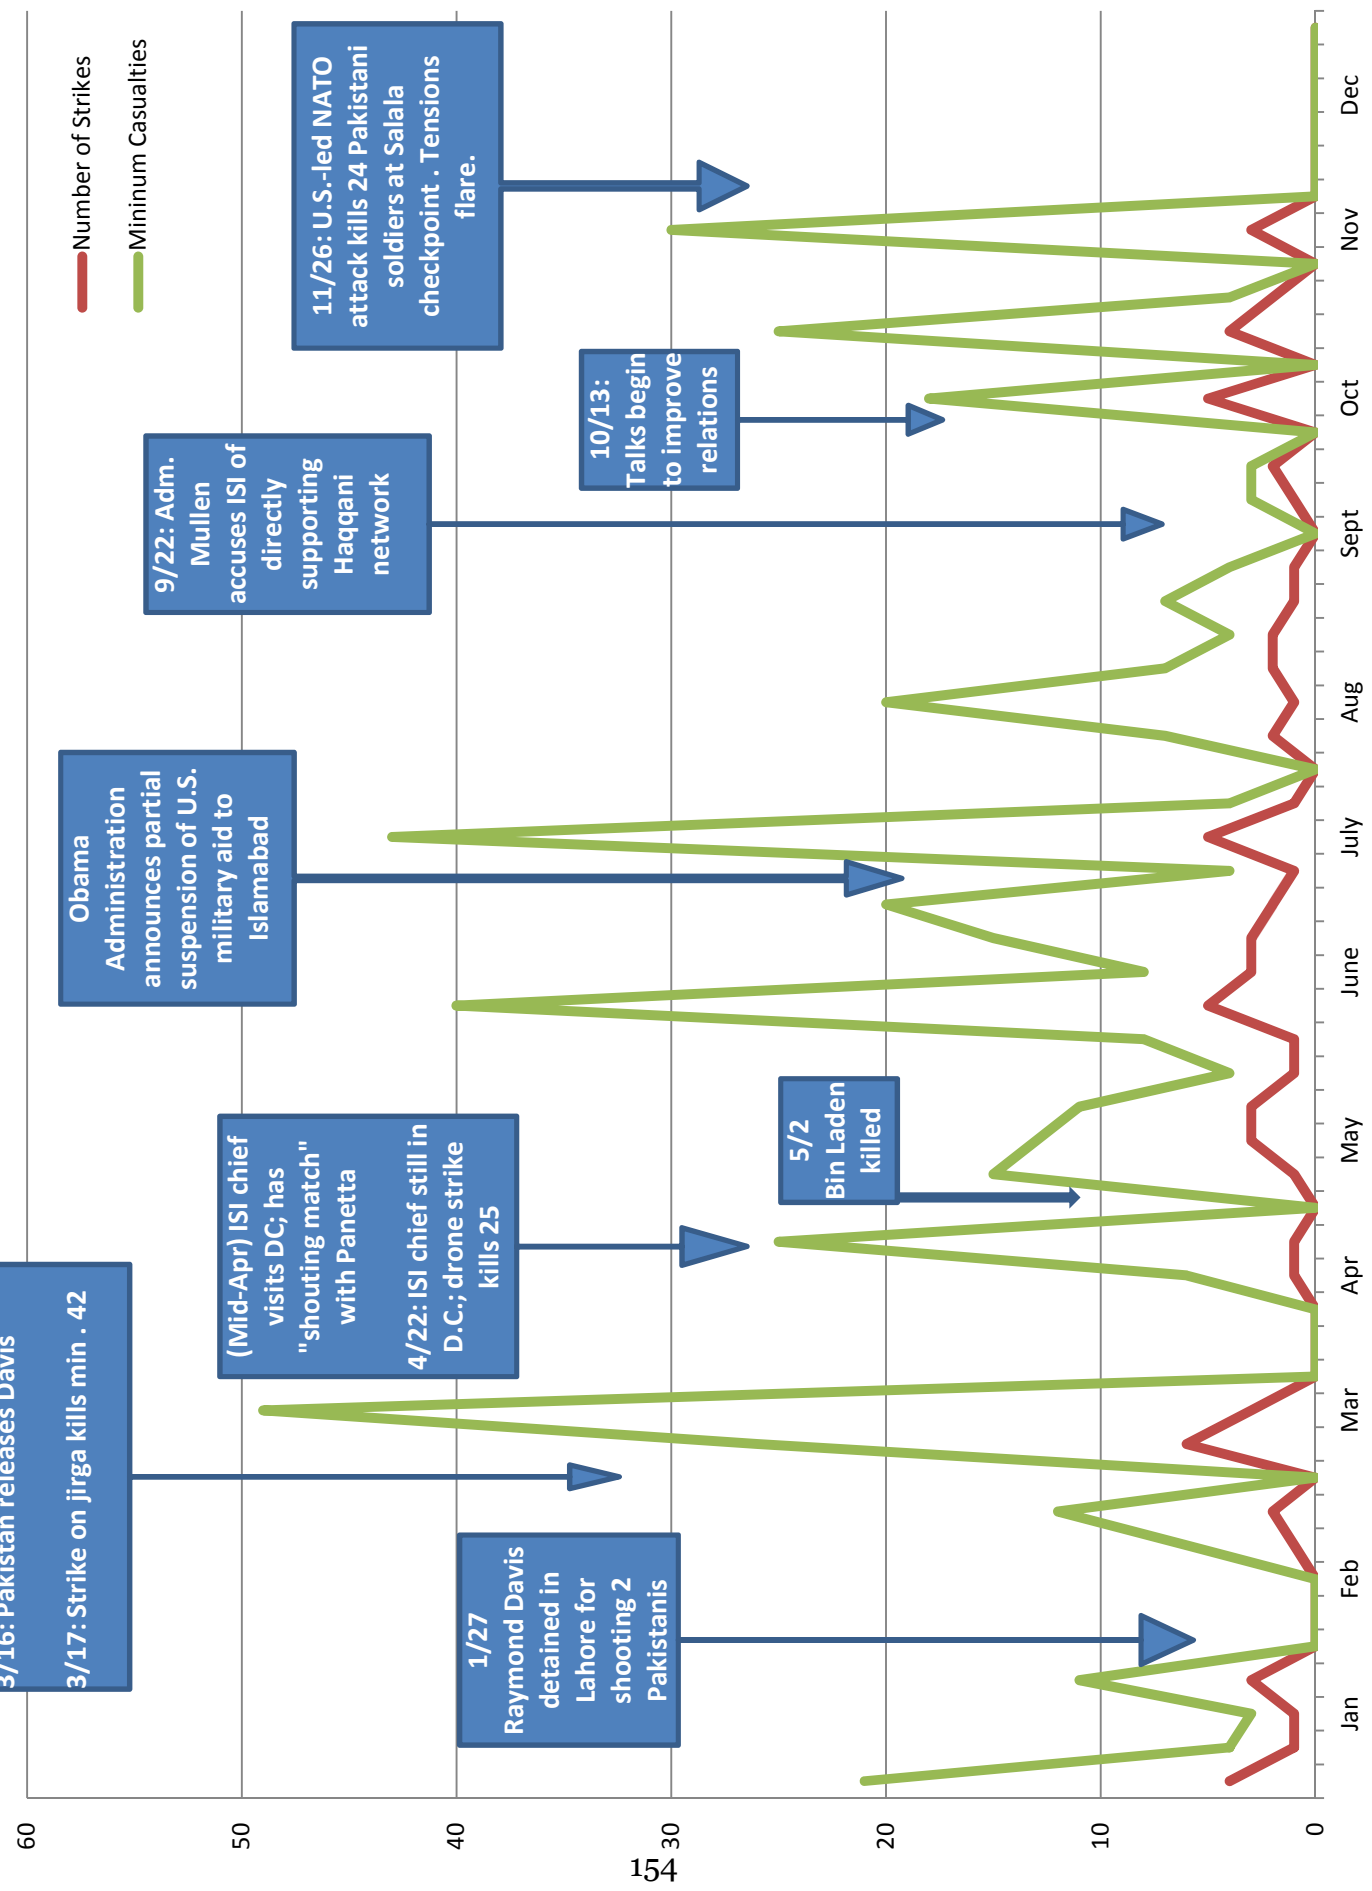 3/16: Pakistan releases Davis
3/17: Strike on jirga kills min . 42
Number of Strikes
Mininum Casualties
1/27
Raymond Davis
detained in
Lahore for
shooting 2
Pakistanis
(Mid-Apr) ISI chief
visits DC; has
"shouting match"
with Panetta
4/22: ISI chief still in
D.C.; drone strike
kills 25
5/2
Bin Laden
killed
Obama
Administration
announces partial
suspension of U.S.
military aid to
Islamabad
9/22: Adm.
Mullen
accuses ISI of
directly
supporting
Haqqani
network
10/13:
Talks begin
to improve
relations
11/26: U.S.-led NATO
attack kills 24 Pakistani
soldiers at Salala
checkpoint . Tensions
flare.
60
50
40
30
20
10
0
Jan
Feb
Mar
Apr
May
June
July
Aug
Sept
Oct
Nov
Dec
154